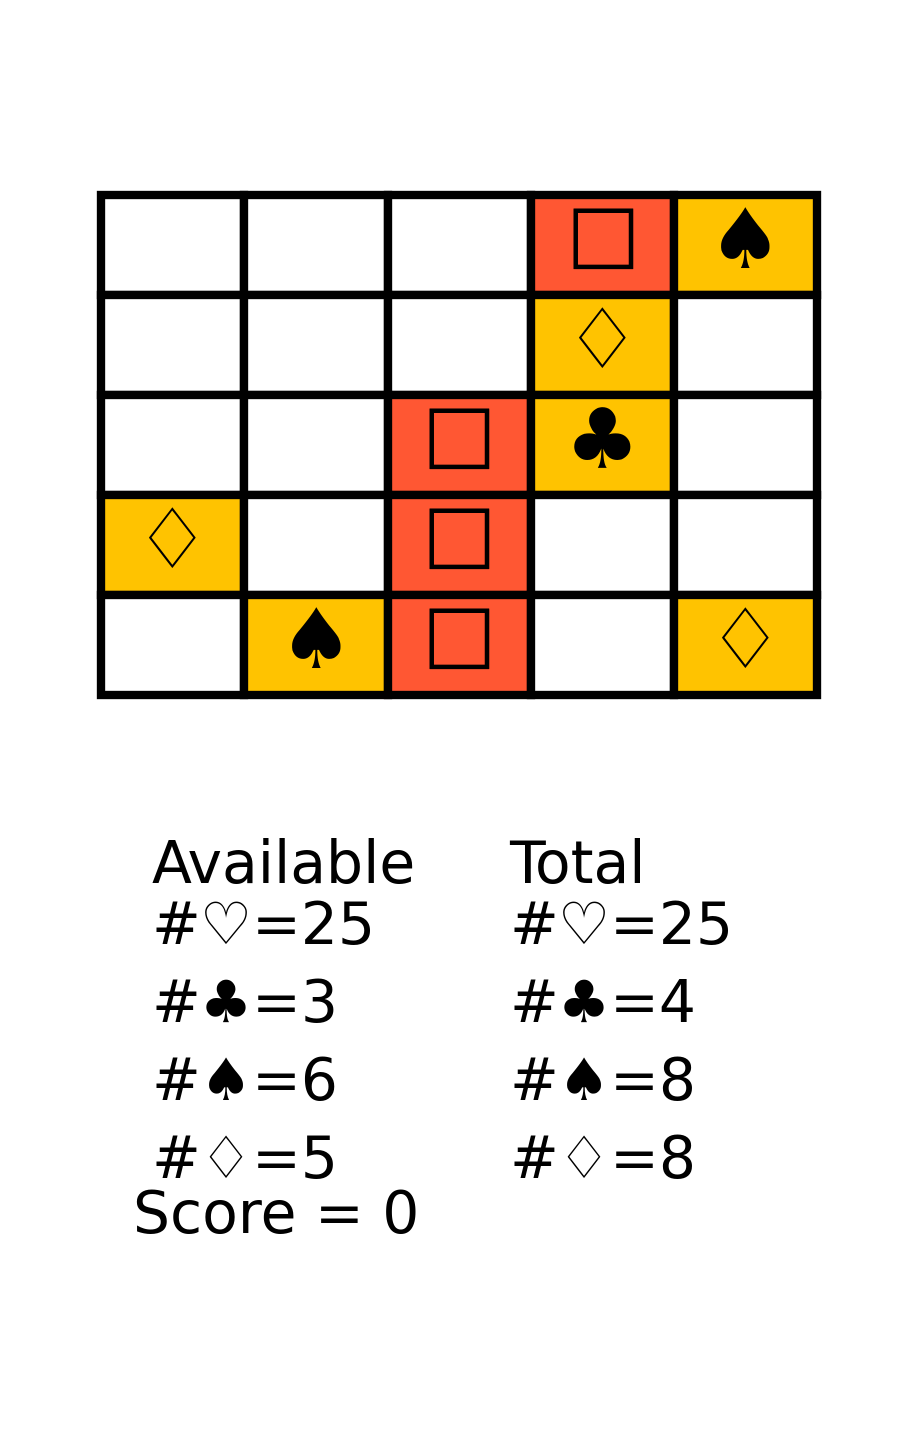 □ ♠
♢
□ ♣
♢ □
♠ □ ♢
Available Total
#♡=25 #♡=25
#♣=3 #♣=4
#♠=6 #♠=8
#♢=5 #♢=8
Score = 0